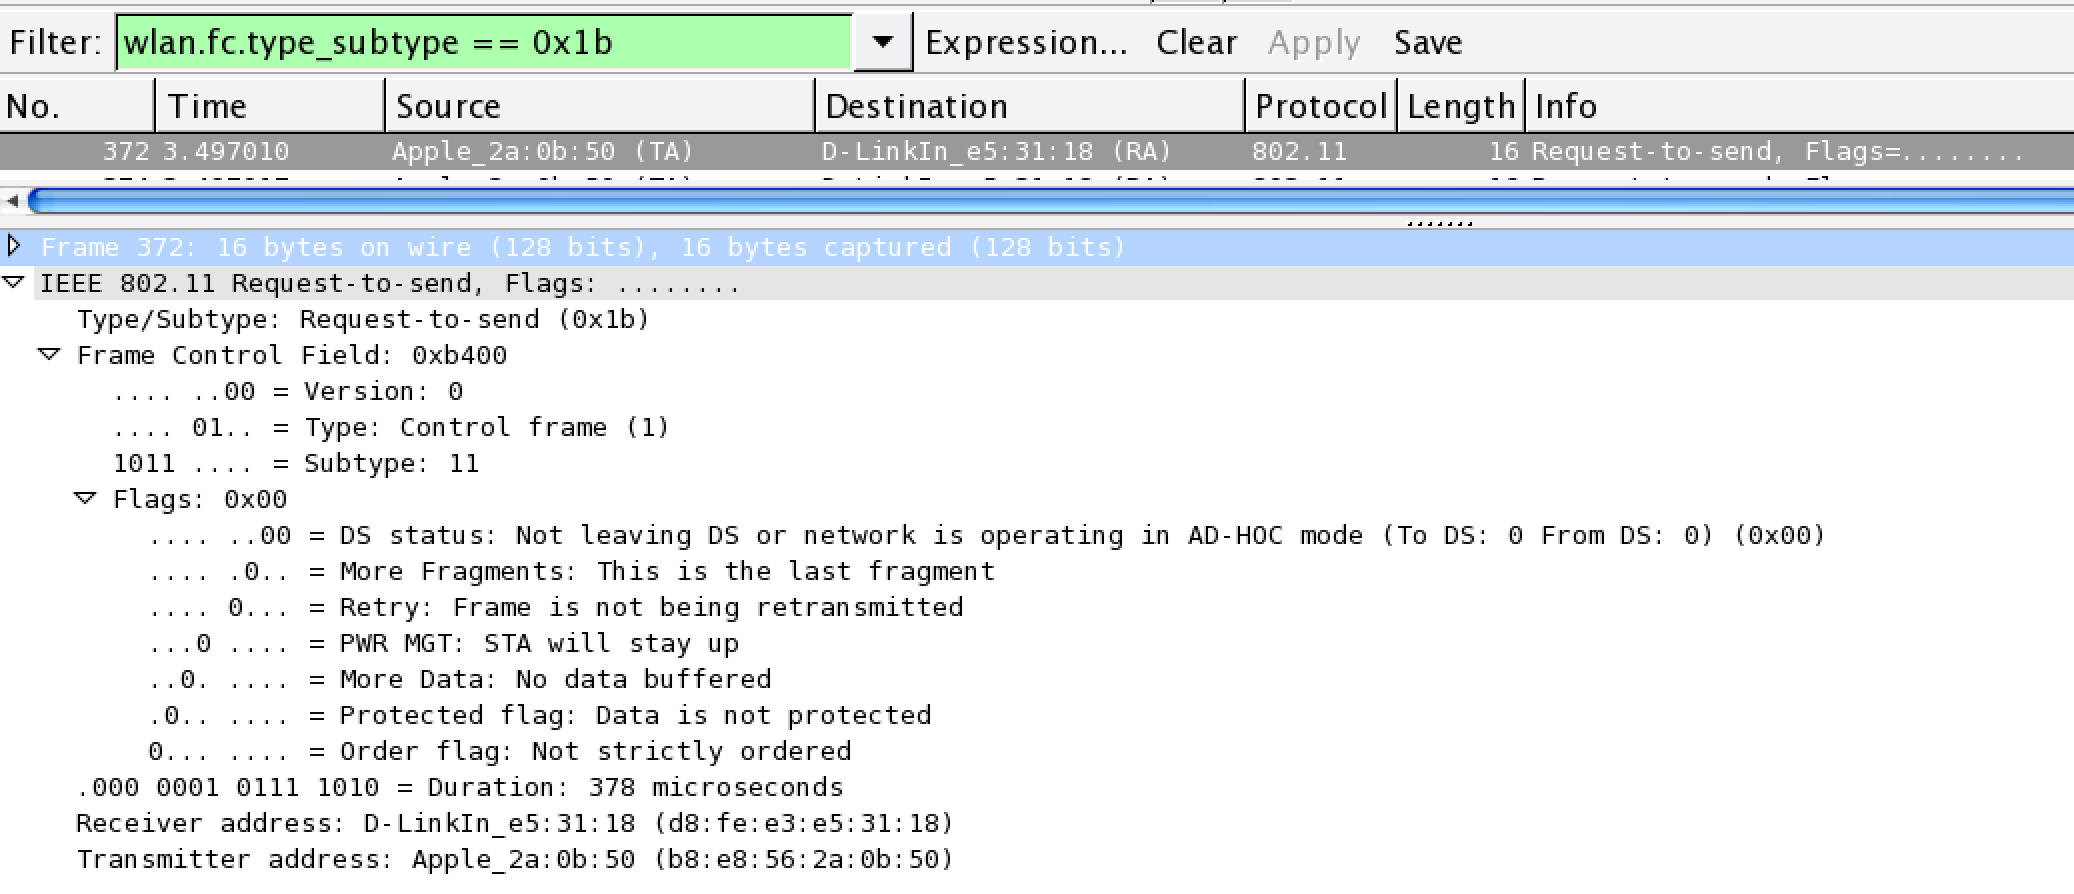 Filter: wlan.fc.type_subtype == 0x1b Expression... Clear Apply Save
No. Time Source Destination Protocol Length Info
372 3.497010 Apple_2a:0b:50 (TA) D-LinkIn_e5:31:18 (RA) 802.11 16 Request-to-send, Flags=........
Frame 372: 16 bytes on wire (128 bits), 16 bytes captured (128 bits)
IEEE 802.11 Request-to-send, Flags: ........
Type/Subtype: Request-to-send (0x1b)
Frame Control Field: 0xb400
.... ..00 = Version: 0
.... 01.. = Type: Control frame (1)
1011 .... = Subtype: 11
Flags: 0x00
.... ..00 = DS status: Not leaving DS or network is operating in AD-HOC mode (To DS: 0 From DS: 0) (0x00)
.... .0.. = More Fragments: This is the last fragment
.... 0... = Retry: Frame is not being retransmitted
...0 .... = PWR MGT: STA will stay up
..0. .... = More Data: No data buffered
.0.. .... = Protected flag: Data is not protected
0... .... = Order flag: Not strictly ordered
.000 0001 0111 1010 = Duration: 378 microseconds
Receiver address: D-LinkIn_e5:31:18 (d8:fe:e3:e5:31:18)
Transmitter address: Apple_2a:0b:50 (b8:e8:56:2a:0b:50)